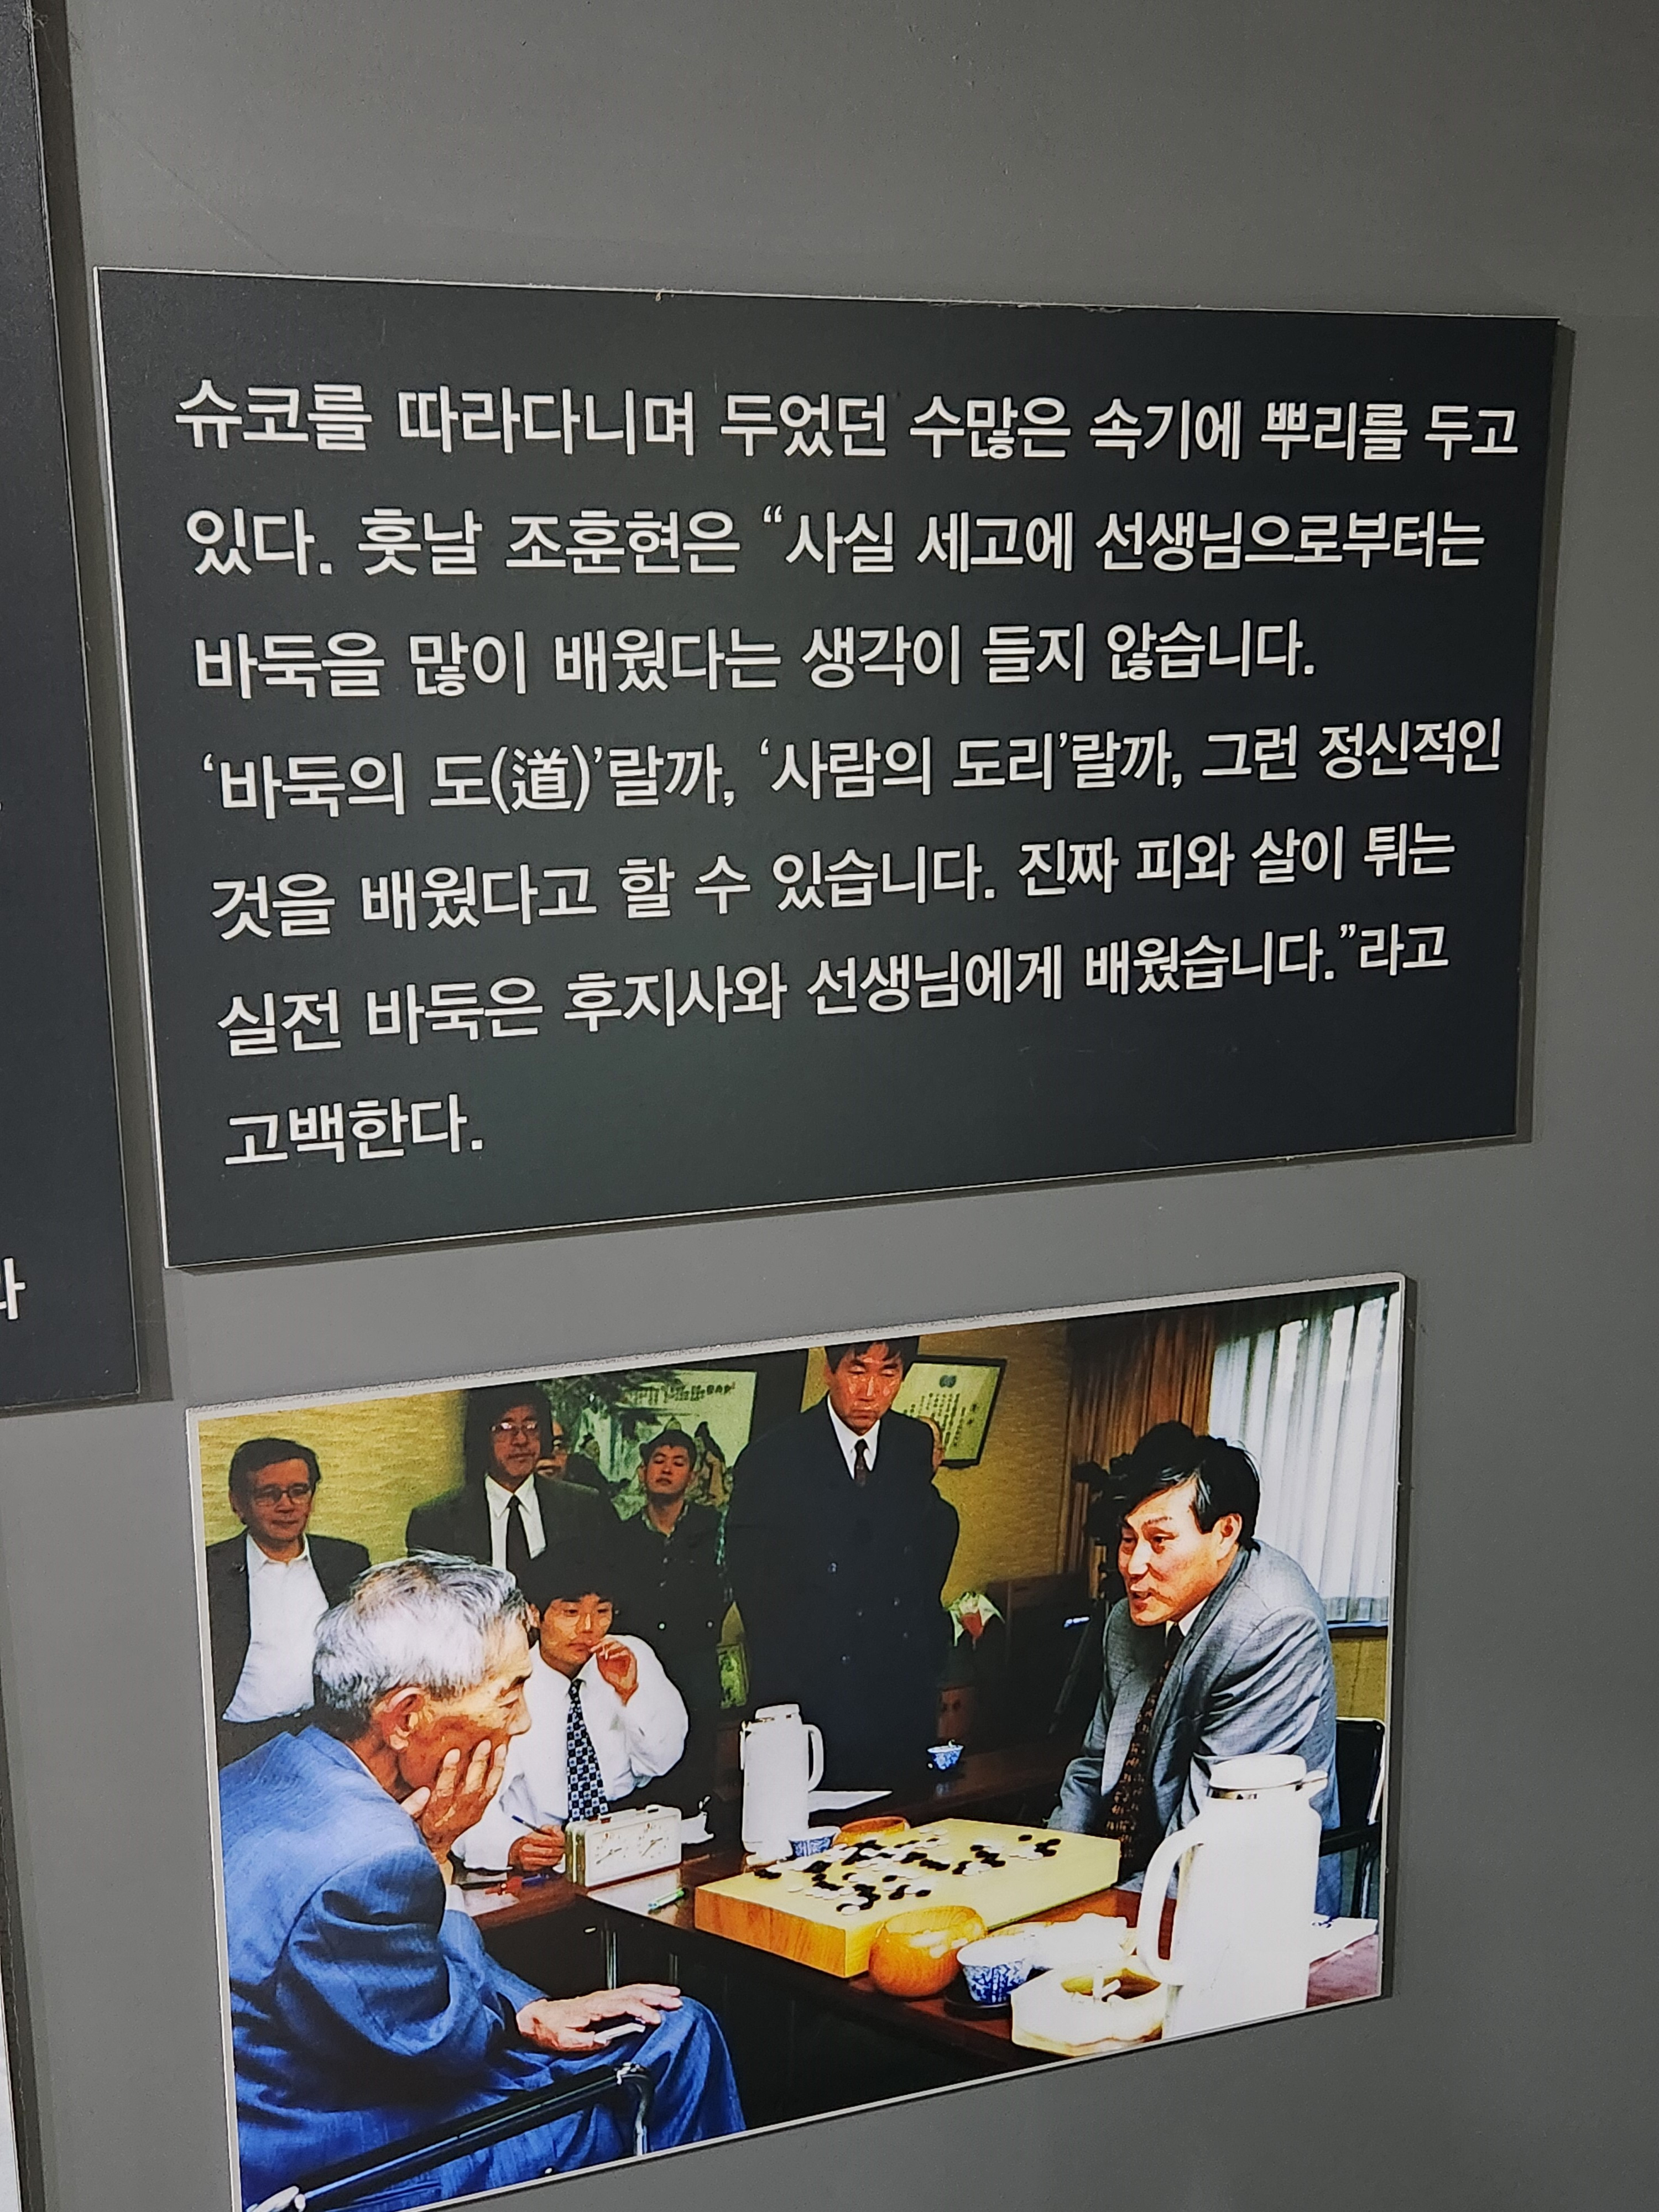 슈코를 따라다니며 두었던 수많은 속기에 뿌리를 두고
있다. 훗날 조훈현은 “사실 세고에 선생님으로부터는
바둑을 많이 배웠다는 생각이 들지 않습니다.
‘바둑의 도(道)’랄까, ‘사람의 도리’랄까, 그런 정신적인
것을 배웠다고 할 수 있습니다. 진짜 피와 살이 튀는
실전 바둑은 후지사와 선생님에게 배웠습니다.”라고
고백한다.